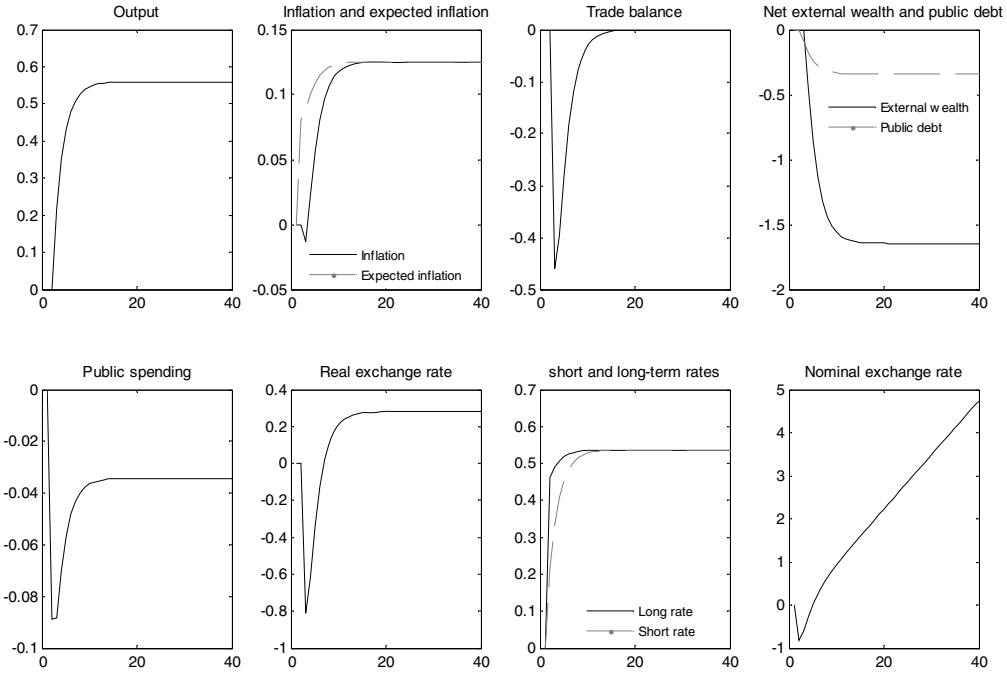 Output
0.7
0.6
0.5
0.4
0.3
0.2
0.1
0
0 20 40
Inflation and expected inflation
0.15
0.1
0.05
0
-0.05
Inflation
Expected inflation
0 20 40
Trade balance
0
-0.1
-0.2
-0.3
-0.4
-0.5
0 20 40
Net external wealth and public debt
0
-0.5
-1
-1.5
-2
External wealth
Public debt
0 20 40
Public spending
0
-0.02
-0.04
-0.06
-0.08
-0.1
0 20 40
Real exchange rate
0.4
0.2
0
-0.2
-0.4
-0.6
-0.8
-1
0 20 40
short and long-term rates
0.7
0.6
0.5
0.4
0.3
0.2
0.1
0
Long rate
Short rate
0 20 40
Nominal exchange rate
5
4
3
2
1
0
-1
0 20 40